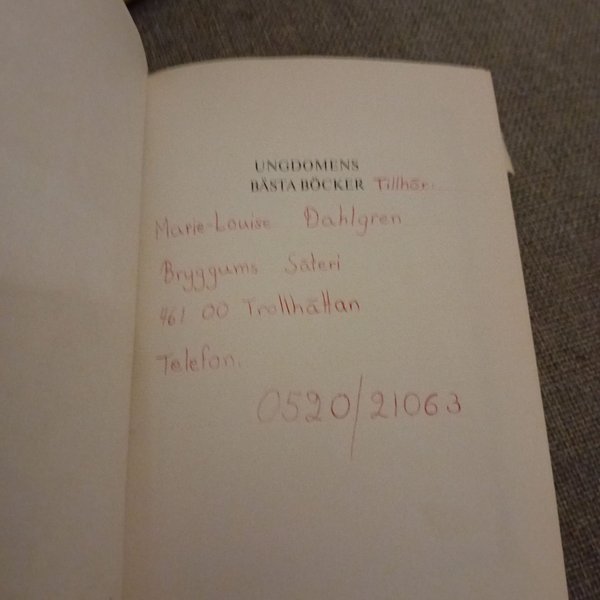 UNGDOMENS
BÄSTA BÖCKER Tillhör.
Marie-Louise Dahlgren
Bryggums Säteri
461 00 Trollhättan
Telefon.
0520/21063